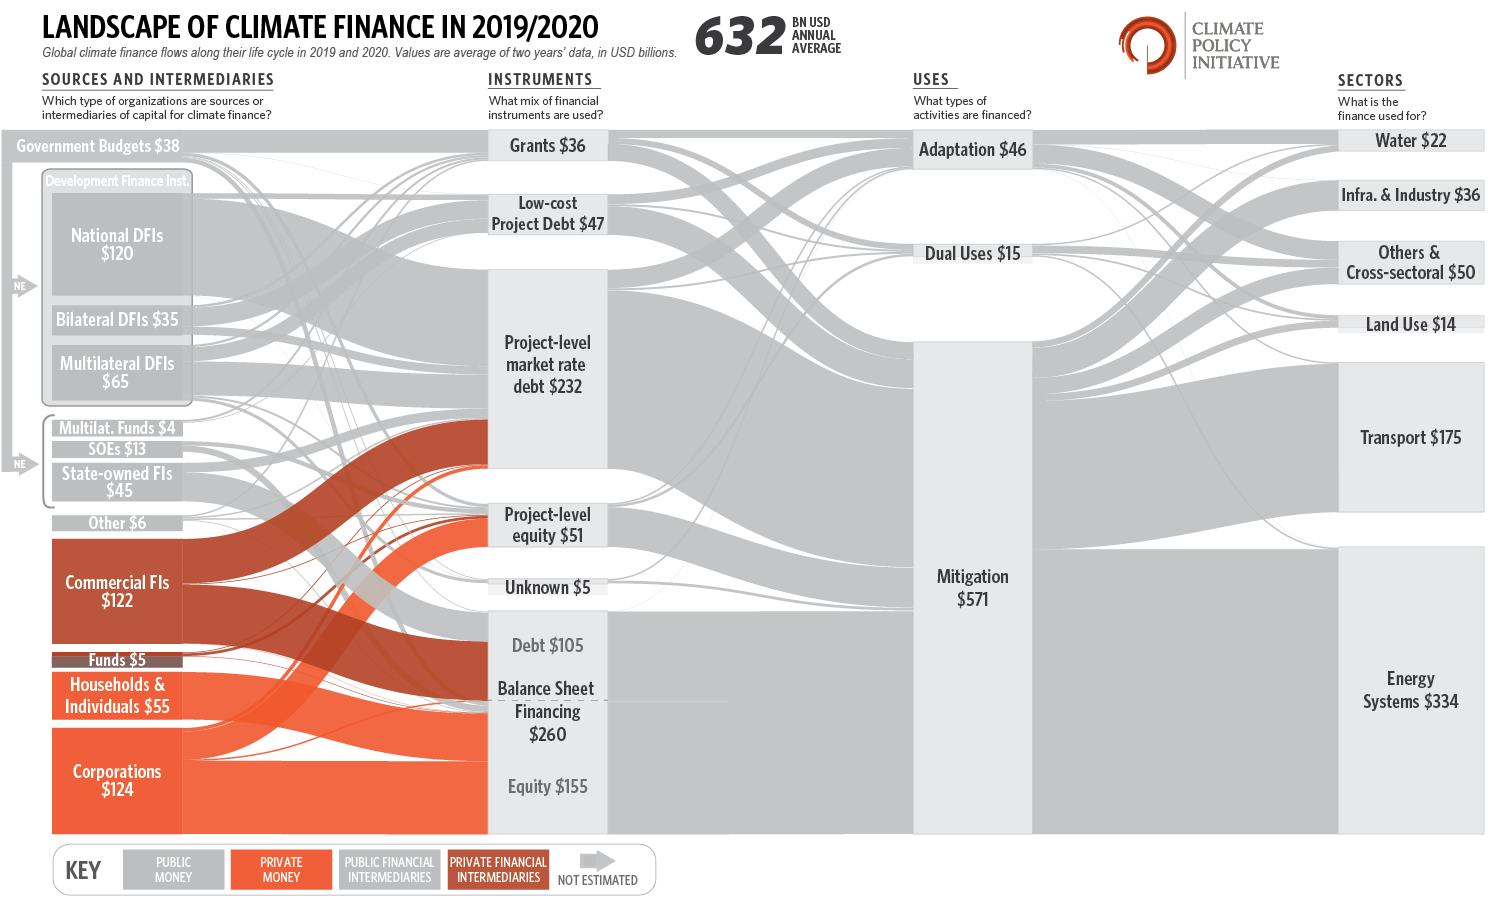 LANDSCAPE OF CLIMATE FINANCE IN 2019/2020
Global climate finance flows along their life cycle in 2019 and 2020. Values are average of two years' data, in USD billions.
632
BN USD
ANNUAL
AVERAGE
CLIMATE
POLICY
INITIATIVE
SOURCES AND INTERMEDIARIES
Which type of organizations are sources or
intermediaries of capital for climate finance?
INSTRUMENTS
What mix of financial
instruments are used?
USES
What types of
activities are financed?
SECTORS
What is the
finance used for?
Government Budgets $38
Development Finance Inst.
National DFIs
$120
NE
Bilateral DFIs $35
Multilateral DFIs
$65
Multilat. Funds $4
SOEs $13
NE
State-owned FIs
$45
Other $6
Commercial FIs
$122
Funds $5
Households &
Individuals $55
Corporations
$124
Grants $36
Low-cost
Project Debt $47
Project-level
market rate
debt $232
Project-level
equity $51
Unknown $5
Debt $105
Balance Sheet
Financing
$260
Equity $155
Adaptation $46
Dual Uses $15
Mitigation
$571
Water $22
Infra. & Industry $36
Others &
Cross-sectoral $50
Land Use $14
Transport $175
Energy
Systems $334
KEY
PUBLIC
MONEY
PRIVATE
MONEY
PUBLIC FINANCIAL
INTERMEDIARIES
PRIVATE FINANCIAL
INTERMEDIARIES
NOT ESTIMATED